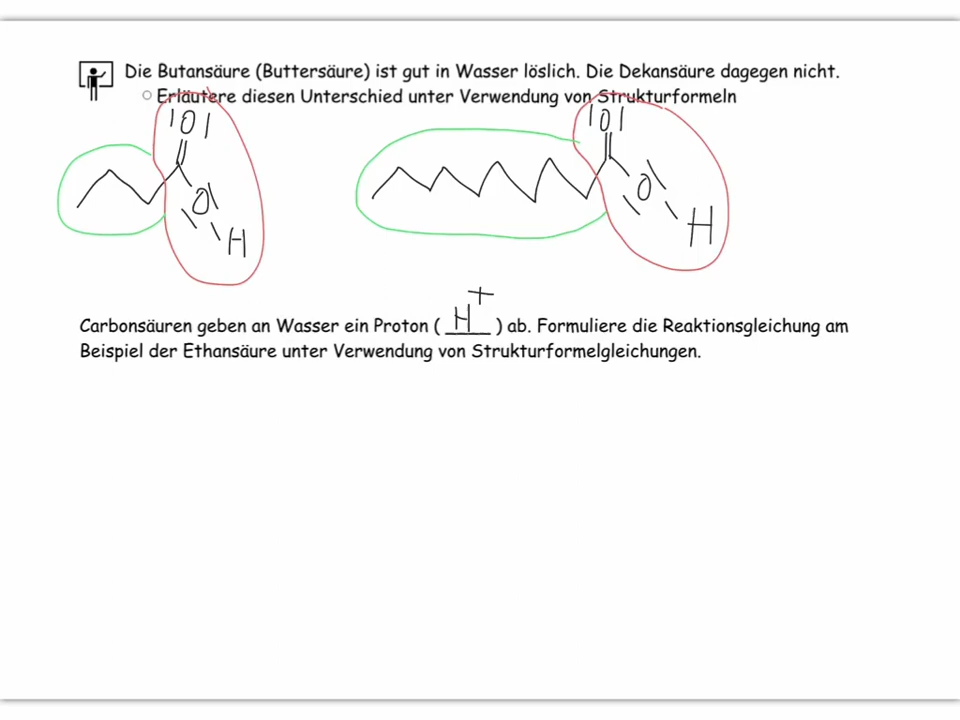 Die Butansäure (Buttersäure) ist gut in Wasser löslich. Die Dekansäure dagegen nicht.
○ Erläutere diesen Unterschied unter Verwendung von Strukturformeln
|O| |O|
|O|
H
|O|
H
Carbonsäuren geben an Wasser ein Proton ( H+ ) ab. Formuliere die Reaktionsgleichung am
Beispiel der Ethansäure unter Verwendung von Strukturformelgleichungen.